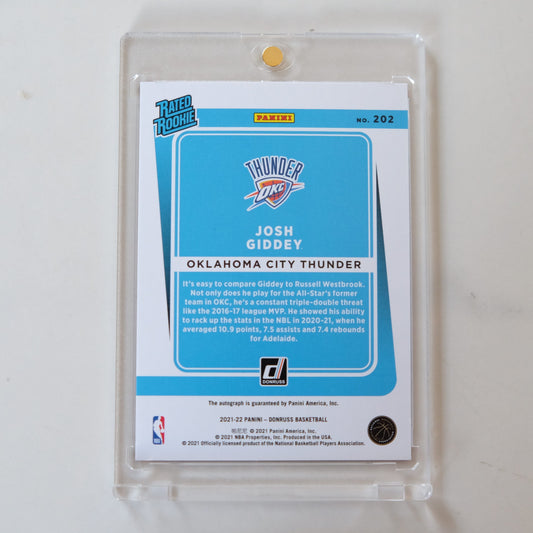 RATED
ROOKIE
PANINI
NO. 202
THUNDER
OKC
JOSH
GIDDEY
OKLAHOMA CITY THUNDER
It's easy to compare Giddey to Russell Westbrook.
Not only does he play for the All-Star's former
team in OKC, he's a constant triple-double threat
like the 2016-17 league MVP. He showed his ability
to rack up the stats in the NBL in 2020-21, when he
averaged 10.9 points, 7.5 assists and 7.4 rebounds
for Adelaide.
DONRUSS
The autograph is guaranteed by Panini America, Inc.
2021-22 PANINI – DONRUSS BASKETBALL
帕尼尼 © 2021 Panini America, Inc.
© 2021 NBA Properties, Inc. Produced in the USA.
© 2021 Officially licensed product of the National Basketball Players Association.